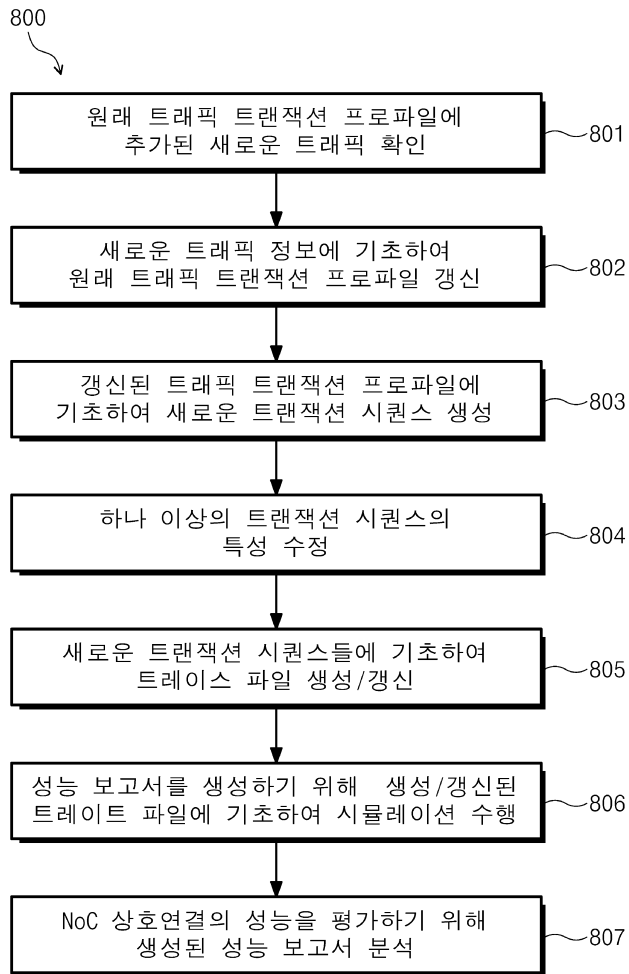 800
원래 트래픽 트랜잭션 프로파일에
추가된 새로운 트래픽 확인
801
새로운 트래픽 정보에 기초하여
원래 트래픽 트랜잭션 프로파일 갱신
802
갱신된 트래픽 트랜잭션 프로파일에
기초하여 새로운 트랜잭션 시퀀스 생성
803
하나 이상의 트랜잭션 시퀀스의
특성 수정
804
새로운 트랜잭션 시퀀스들에 기초하여
트레이스 파일 생성/갱신
805
성능 보고서를 생성하기 위해 생성/갱신된
트레이트 파일에 기초하여 시뮬레이션 수행
806
NoC 상호연결의 성능을 평가하기 위해
생성된 성능 보고서 분석
807